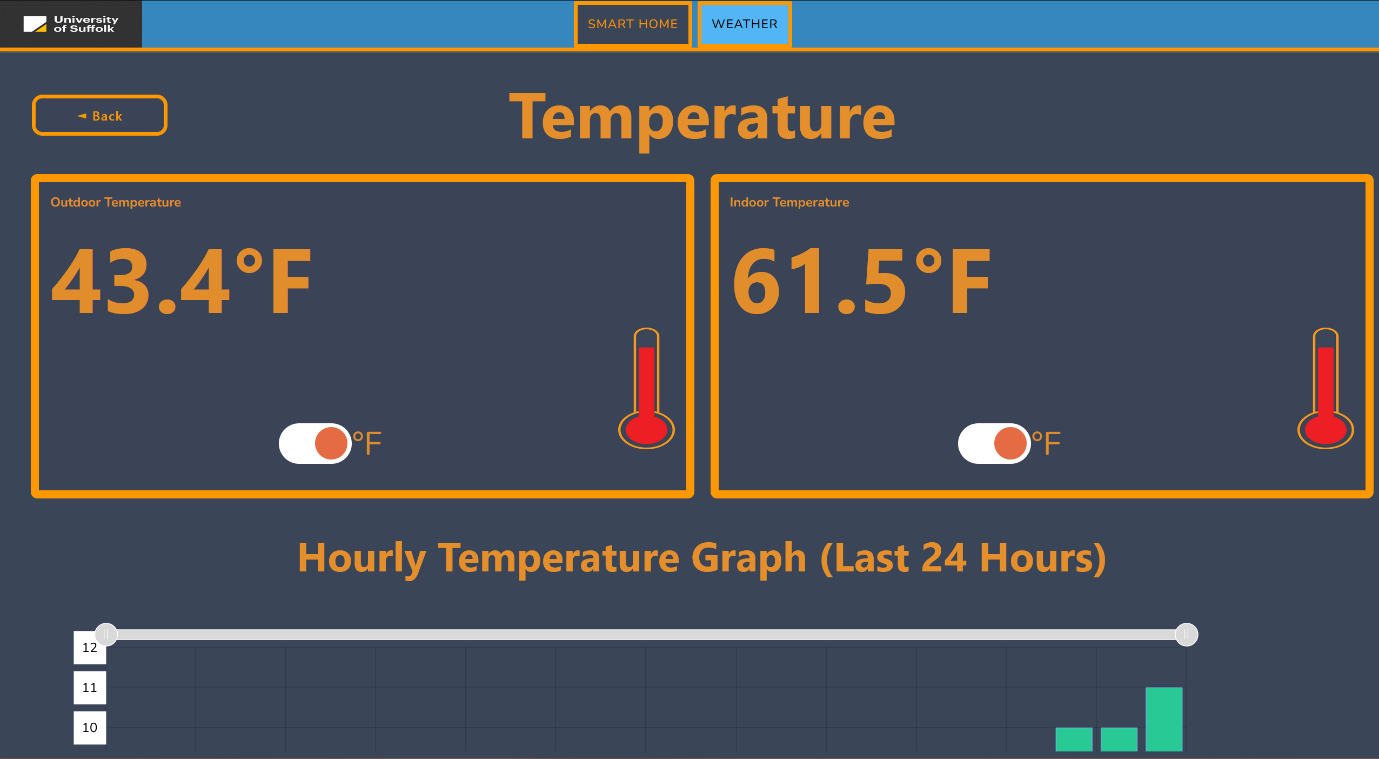 University
of Suffolk
SMART HOME
WEATHER
◄ Back
Temperature
Outdoor Temperature
43.4°F
°F
Indoor Temperature
61.5°F
°F
Hourly Temperature Graph (Last 24 Hours)
12
11
10